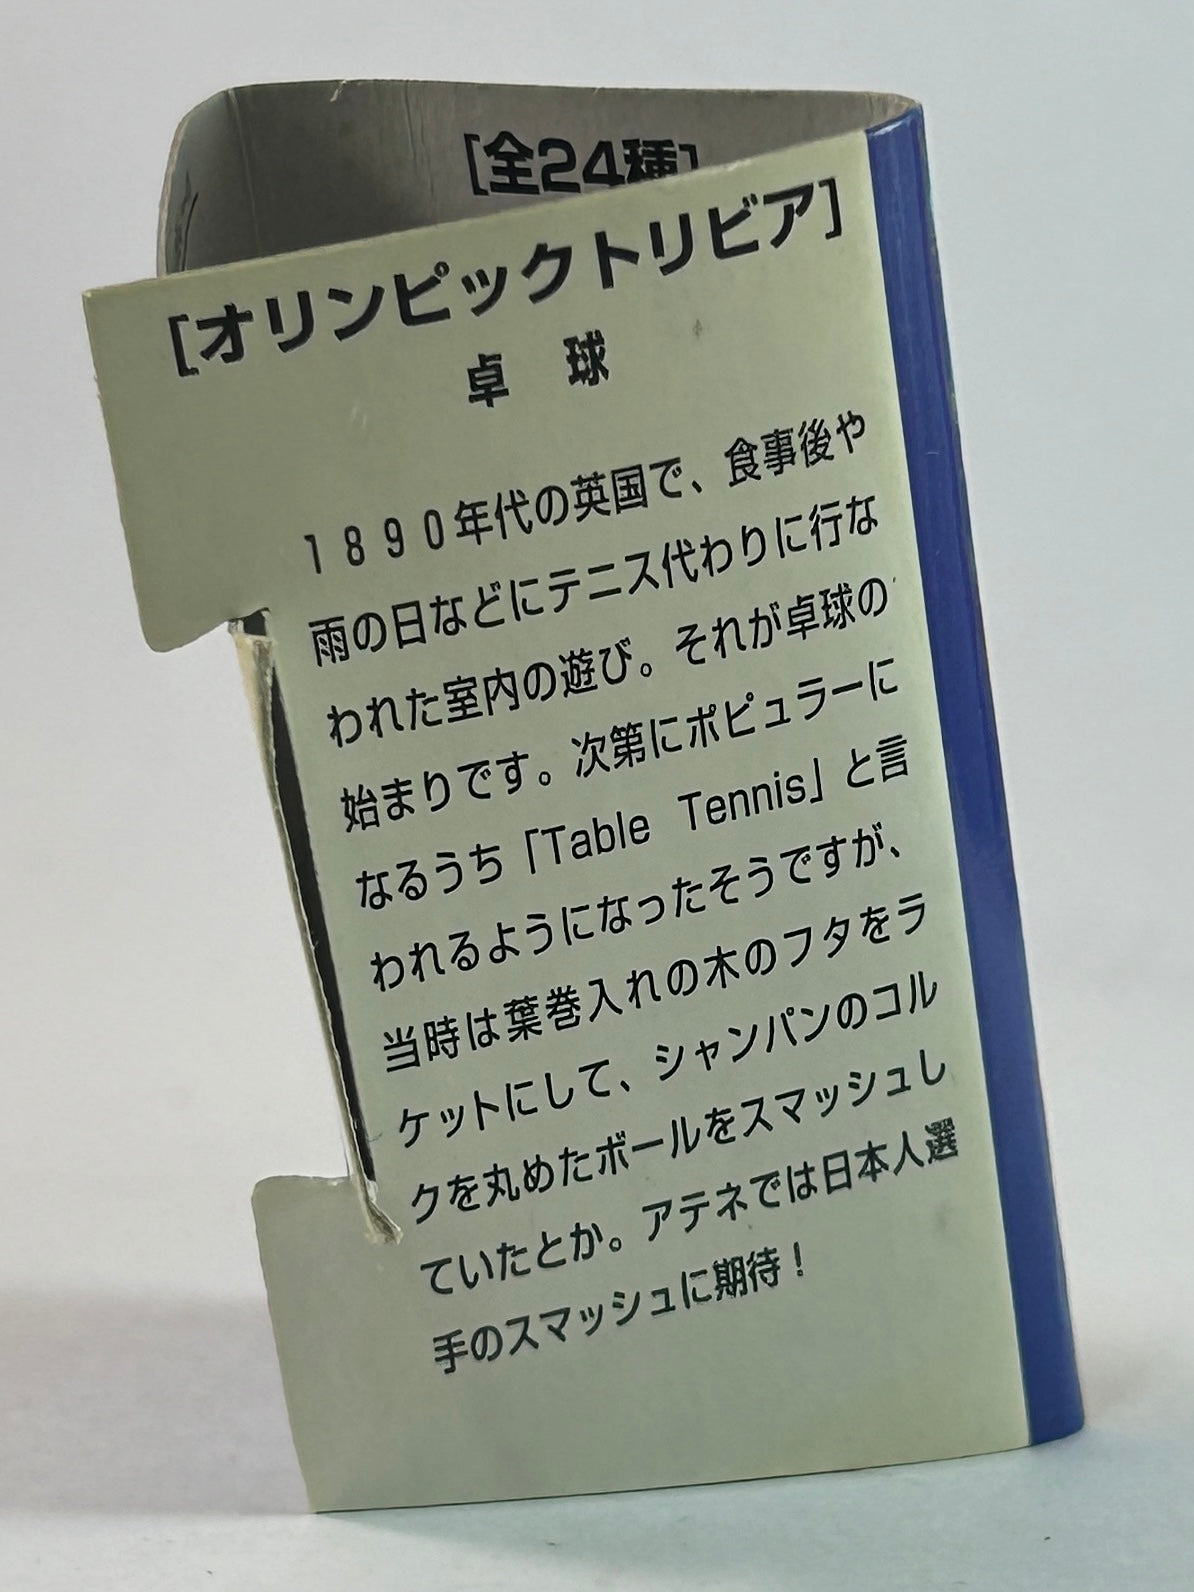 [全24種]
[オリンピックトリビア]
卓 球
1890年代の英国で、食事後や
雨の日などにテニス代わりに行な
われた室内の遊び。それが卓球の
始まりです。次第にポピュラーに
なるうち「Table Tennis」と言
われるようになったそうですが、
当時は葉巻入れの木のフタをラ
ケットにして、シャンパンのコル
クを丸めたボールをスマッシュし
ていたとか。アテネでは日本人選
手のスマッシュに期待!